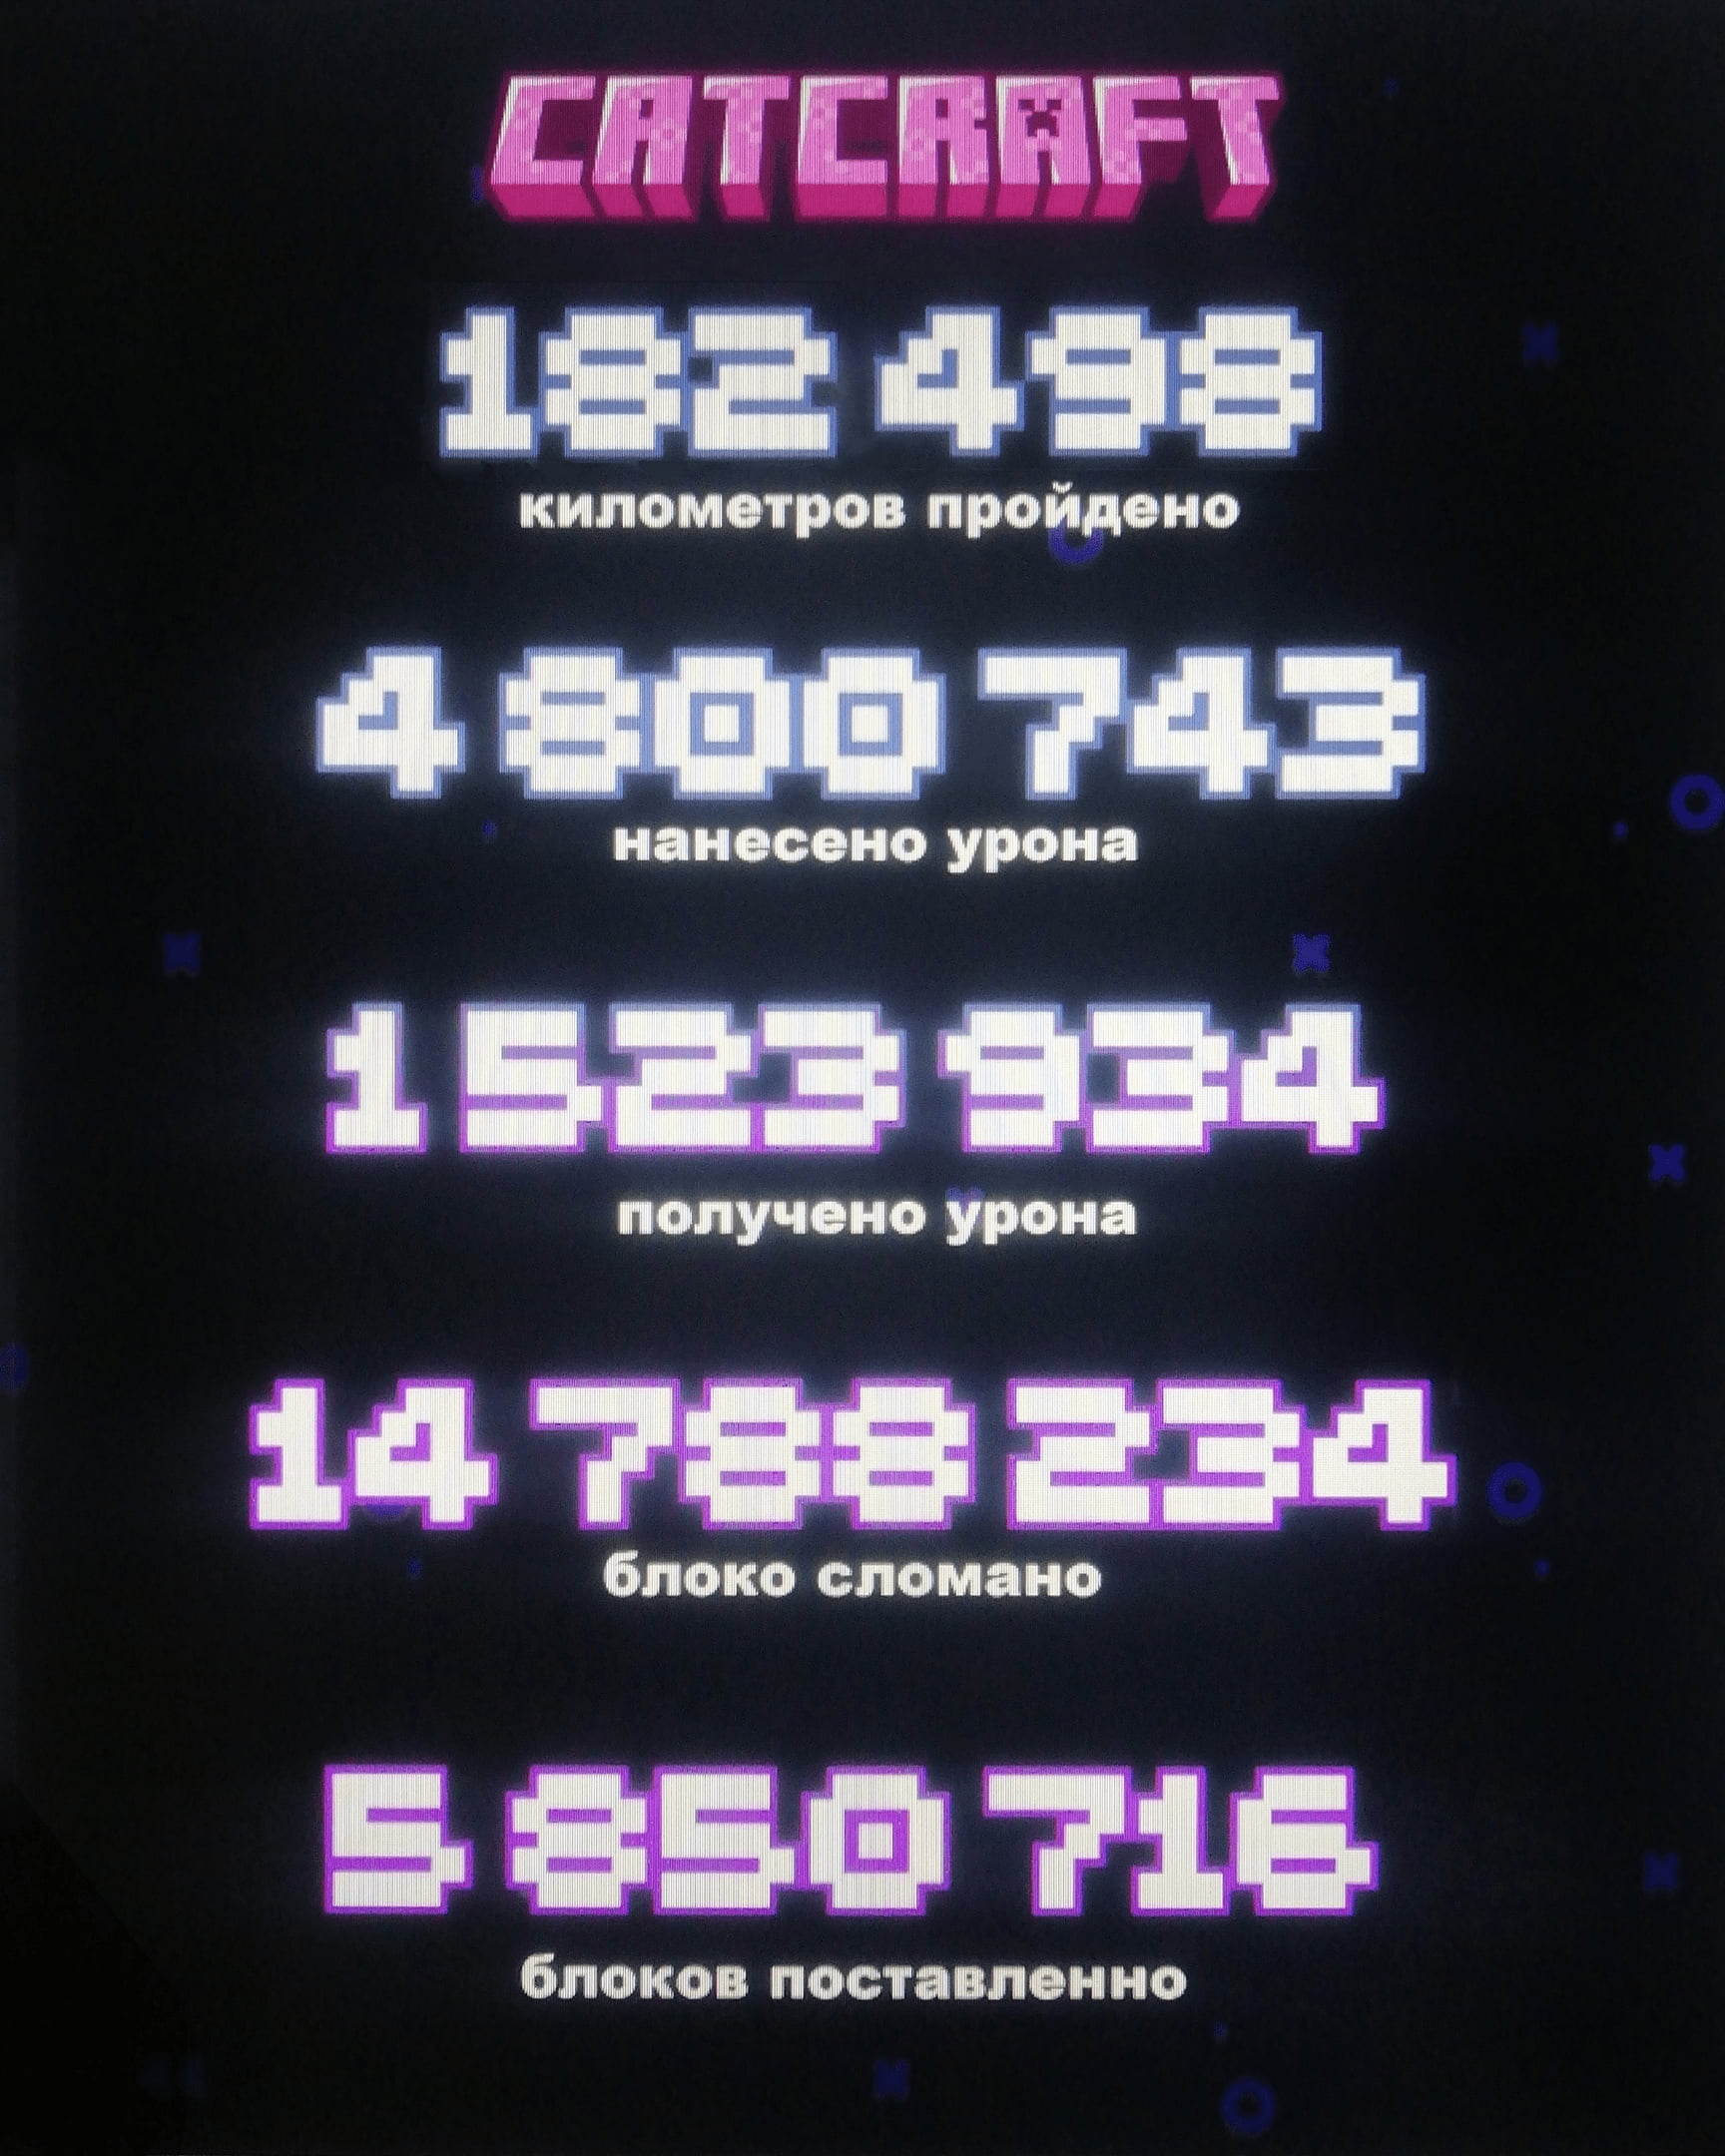 CATCRAFT
182 498
километров пройдено
4 800 743
нанесено урона
1 523 934
получено урона
14 788 234
блоко сломано
5 850 716
блоков поставленно